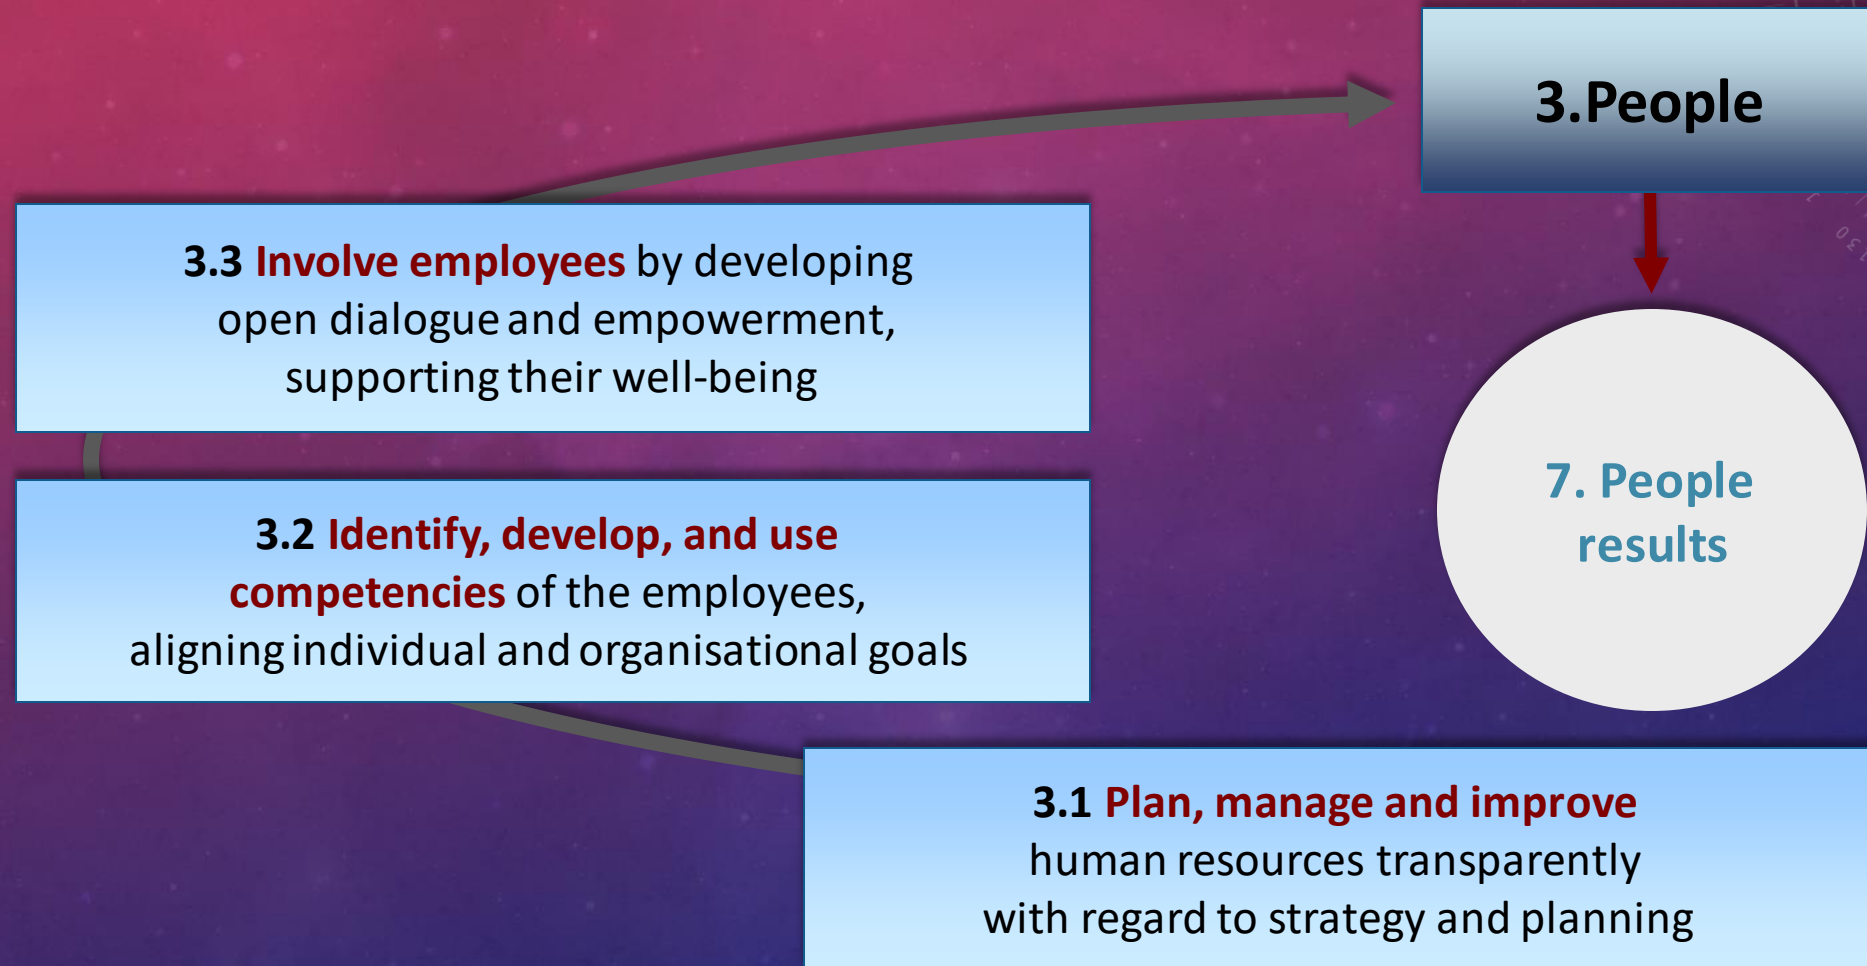 3.People
3.3 Involve employees by developing
open dialogue and empowerment,
supporting their well-being
3.2 Identify, develop, and use
competencies of the employees,
aligning individual and organisational goals
7. People
results
3.1 Plan, manage and improve
human resources transparently
with regard to strategy and planning
30